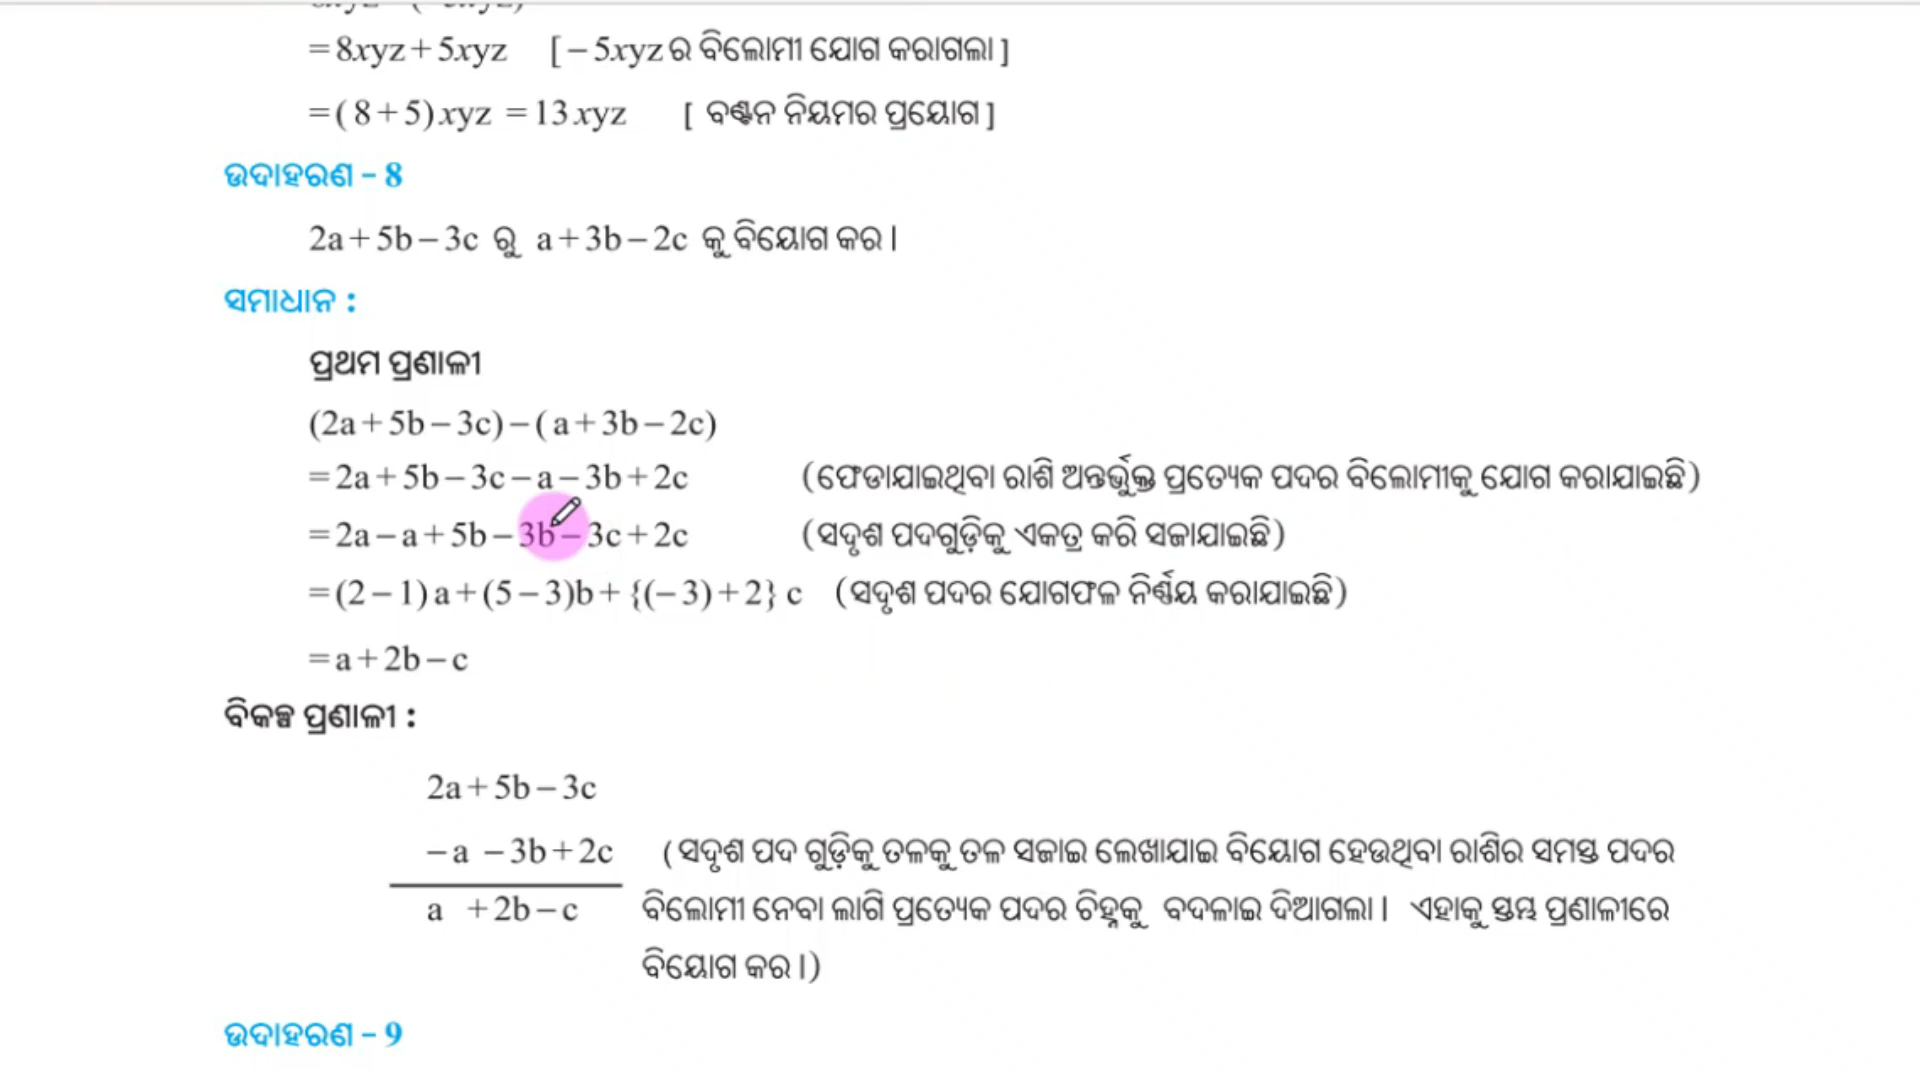 =8xyz+5xyz [−5xyz ର ବିଲୋମୀ ଯୋଗ କରାଗଲା]
=(8+5)xyz =13xyz [ ବଣ୍ଟନ ନିୟମର ପ୍ରୟୋଗ]
ଉଦାହରଣ – 8
2a+5b−3c ରୁ a+3b−2c କୁ ବିୟୋଗ କର।
ସମାଧାନ :
ପ୍ରଥମ ପ୍ରଣାଳୀ
(2a+5b−3c)−(a+3b−2c)
=2a+5b−3c−a−3b+2c (ଫେଡାଯାଇଥିବା ରାଶି ଅନ୍ତର୍ଭୁକ୍ତ ପ୍ରତ୍ୟେକ ପଦର ବିଲୋମୀକୁ ଯୋଗ କରାଯାଇଛି)
=2a−a+5b−3b−3c+2c (ସଦୃଶ ପଦଗୁଡ଼ିକୁ ଏକତ୍ର କରି ସଜାଯାଇଛି)
=(2−1)a+(5−3)b+{(−3)+2}c (ସଦୃଶ ପଦର ଯୋଗଫଳ ନିର୍ଣ୍ଣୟ କରାଯାଇଛି)
=a+2b−c
ବିକଳ୍ପ ପ୍ରଣାଳୀ :
2a+5b−3c
−a −3b+2c (ସଦୃଶ ପଦ ଗୁଡ଼ିକୁ ତଳକୁ ତଳ ସଜାଇ ଲେଖାଯାଇ ବିୟୋଗ ହେଉଥିବା ରାଶିର ସମସ୍ତ ପଦର
a +2b−c ବିଲୋମୀ ନେବା ଲାଗି ପ୍ରତ୍ୟେକ ପଦର ଚିହ୍ନକୁ ବଦଳାଇ ଦିଆଗଲା। ଏହାକୁ ସ୍ତମ୍ଭ ପ୍ରଣାଳୀରେ
ବିୟୋଗ କର।)
ଉଦାହରଣ – 9